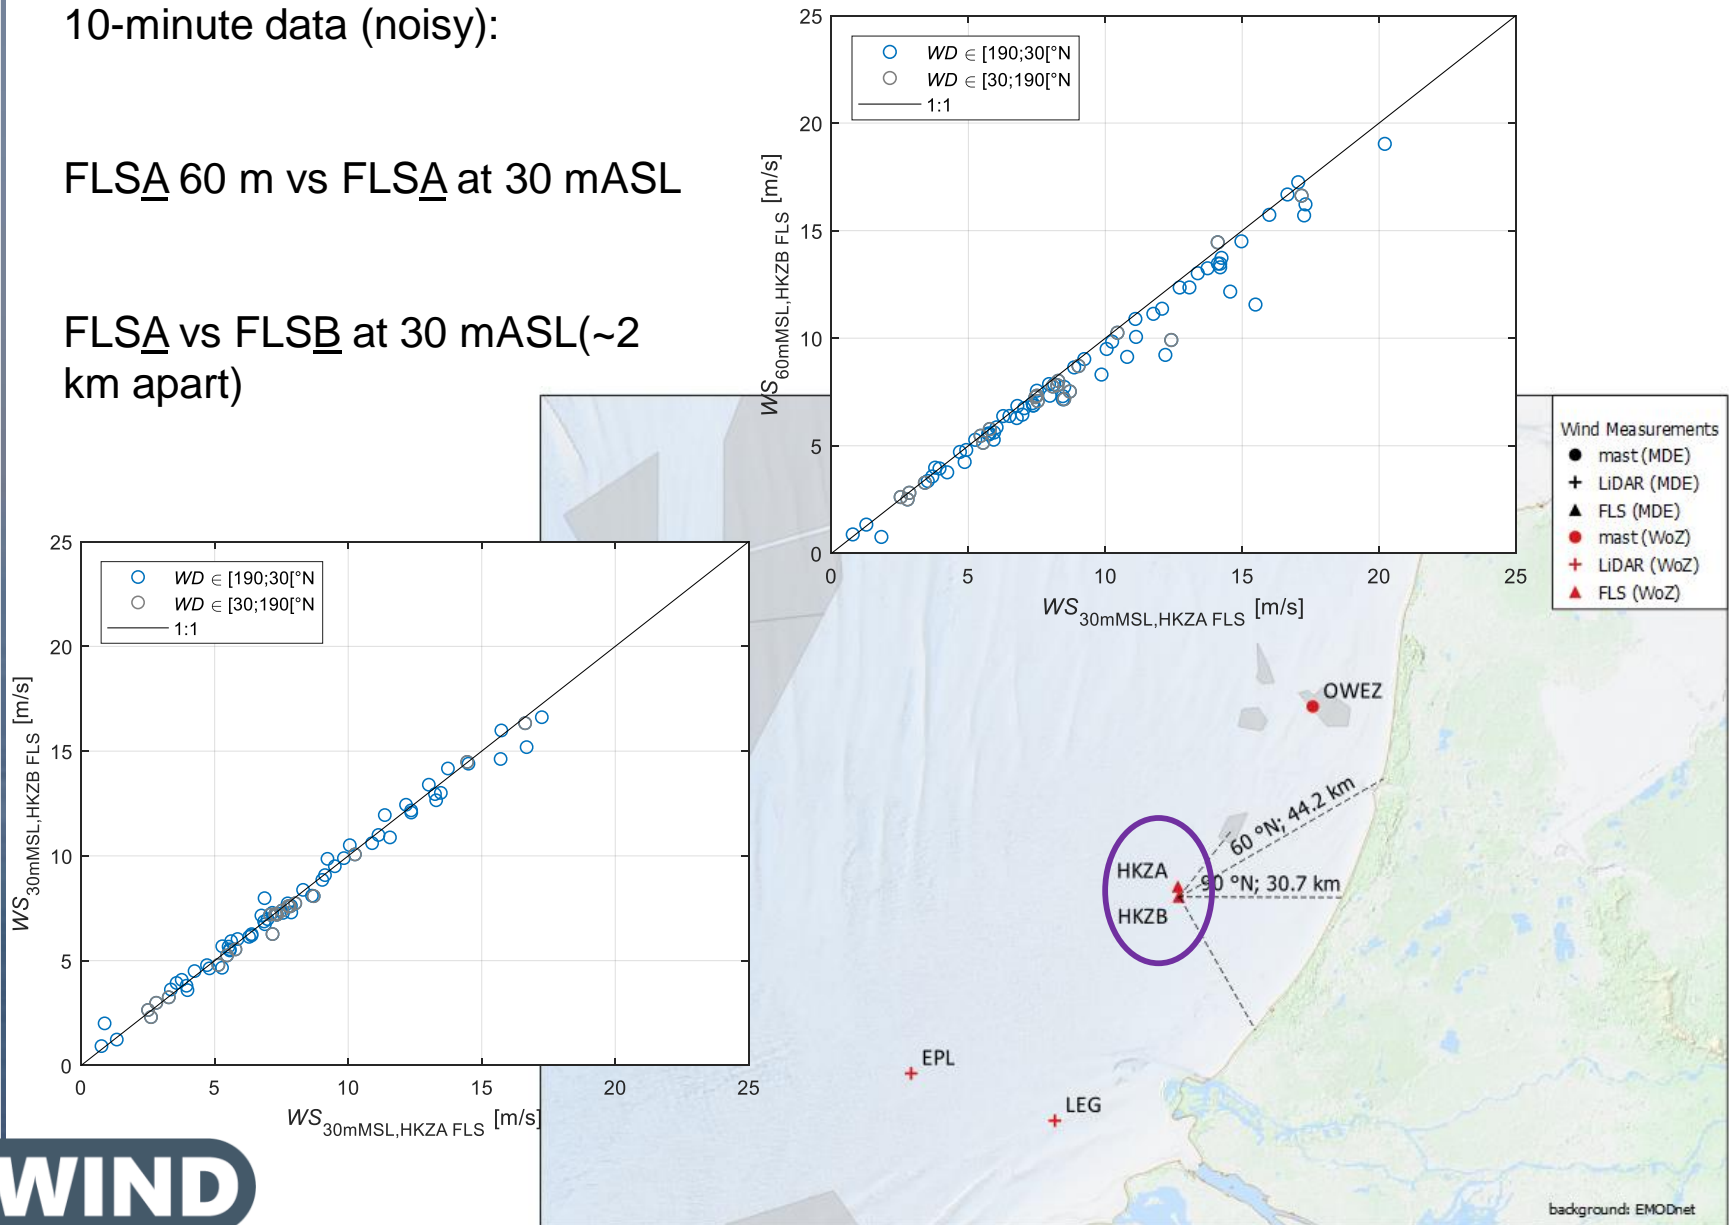 10-minute data (noisy):
FLSA 60 m vs FLSA at 30 mASL
FLSA vs FLSB at 30 mASL(~2
km apart)
25
20
15
10
5
0
WS60mMSL,HKZB FLS [m/s]
WD ∈ [190;30[°N
WD ∈ [30;190[°N
1:1
0 5 10 15 20 25
WS30mMSL,HKZA FLS [m/s]
25
20
15
10
5
0
WS30mMSL,HKZB FLS [m/s]
WD ∈ [190;30[°N
WD ∈ [30;190[°N
1:1
0 5 10 15 20 25
WS30mMSL,HKZA FLS [m/s]
Wind Measurements
mast (MDE)
LiDAR (MDE)
FLS (MDE)
mast (WoZ)
LiDAR (WoZ)
FLS (WoZ)
OWEZ
60 °N; 44.2 km
HKZA
90 °N; 30.7 km
HKZB
EPL
LEG
WIND
background: EMODnet